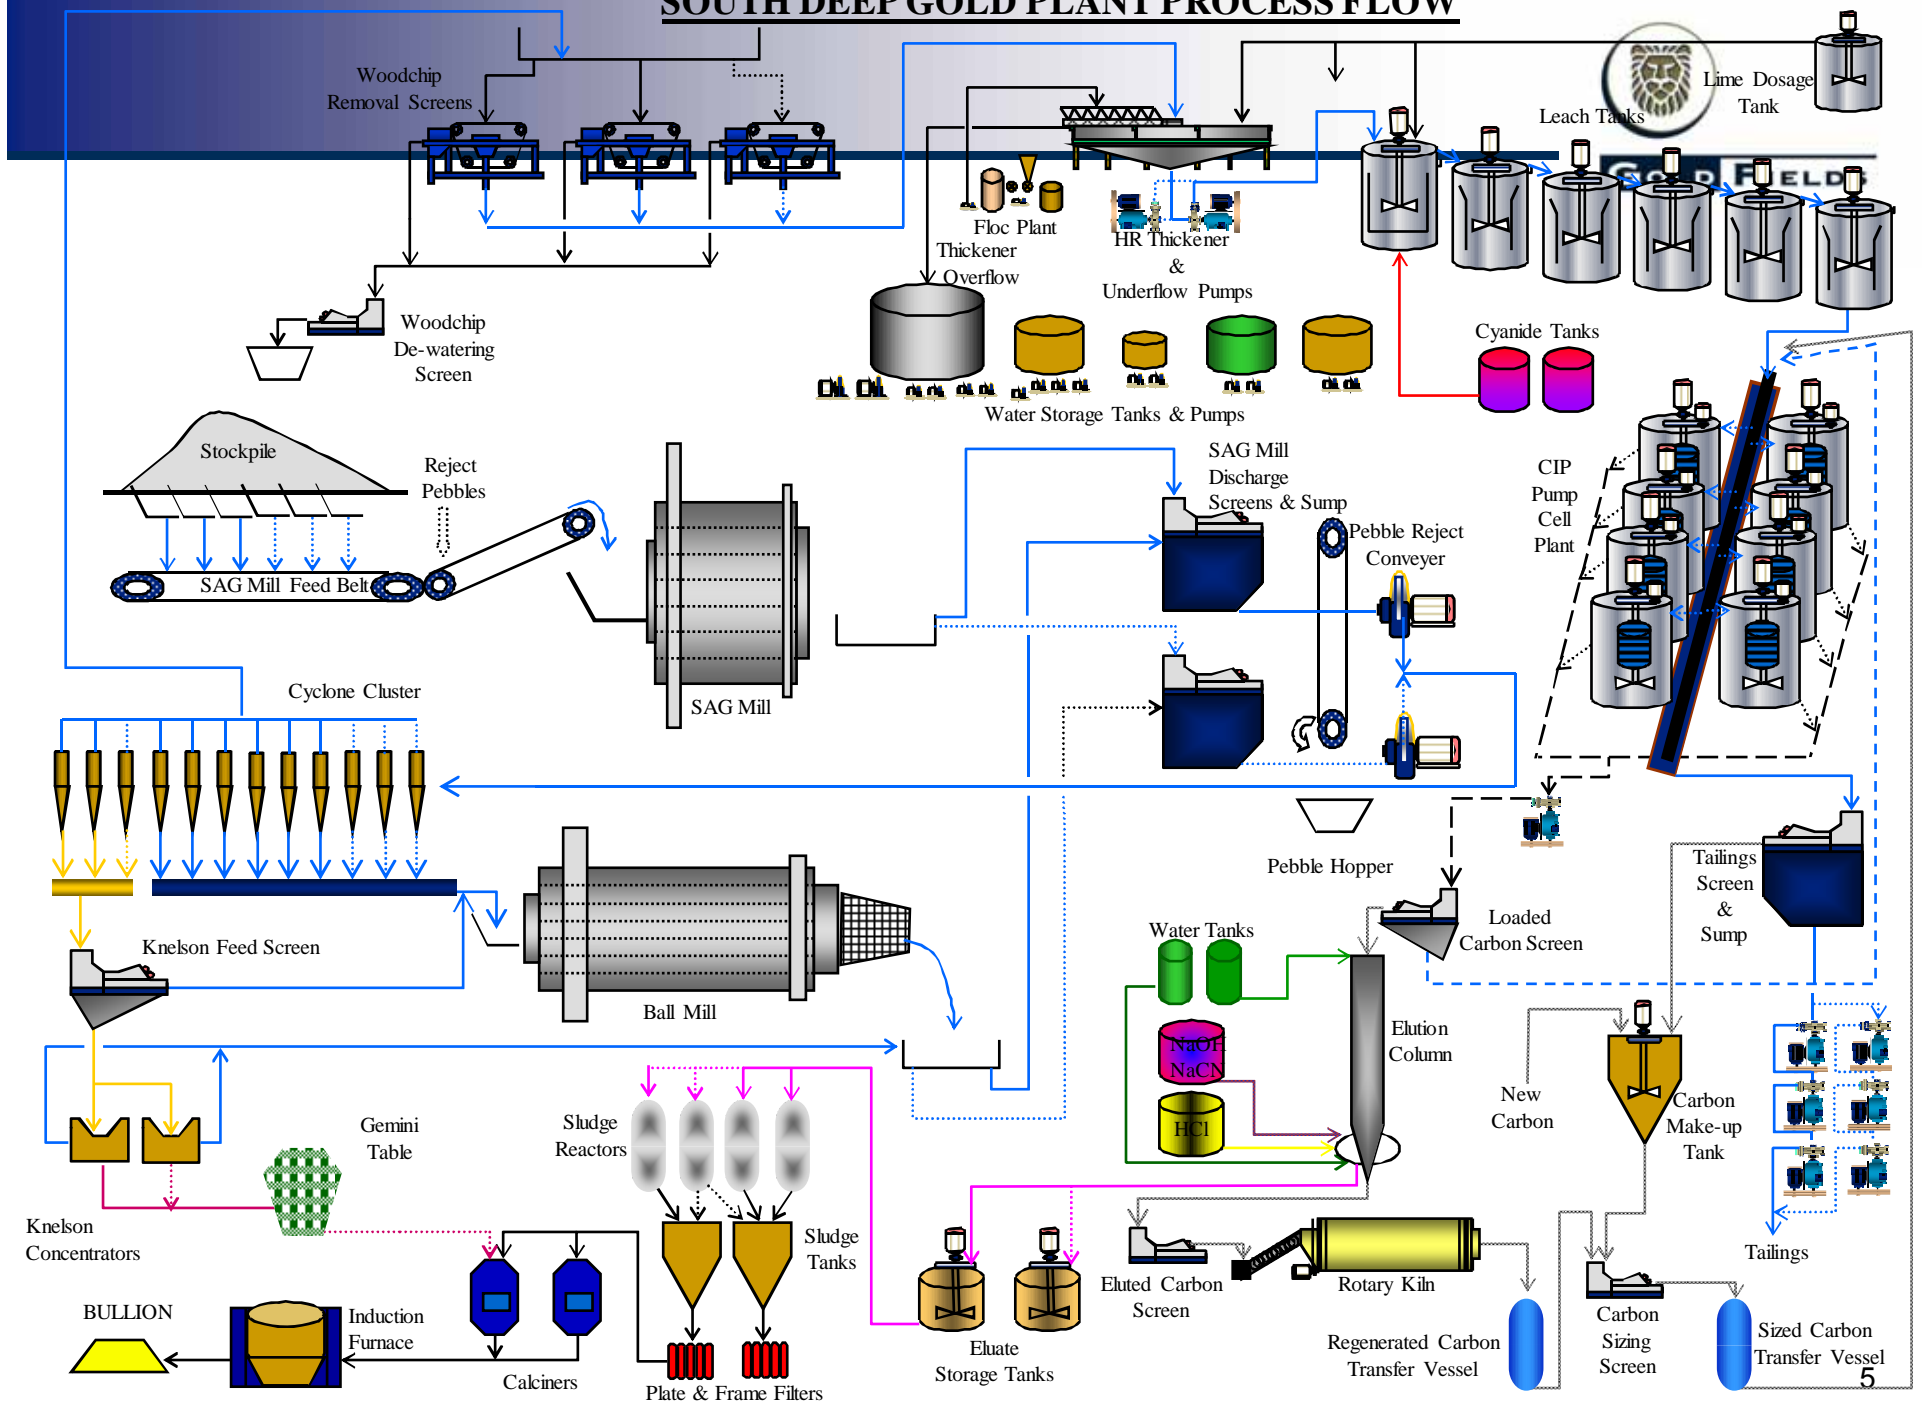 SOUTH DEEP GOLD PLANT PROCESS FLOW
Woodchip
Removal Screens
Lime Dosage
Tank
Leach Tanks
GOLD FIELDS
Floc Plant
Thickener
Overflow
HR Thickener
&
Underflow Pumps
Woodchip
De-watering
Screen
Cyanide Tanks
Water Storage Tanks & Pumps
Stockpile
Reject
Pebbles
SAG Mill
Discharge
Screens & Sump
CIP
Pump
Cell
Plant
Pebble Reject
Conveyer
SAG Mill Feed Belt
Cyclone Cluster
SAG Mill
Pebble Hopper
Tailings
Screen
&
Sump
Loaded
Carbon Screen
Water Tanks
Knelson Feed Screen
Ball Mill
Elution
Column
NaOH
NaCN
HCl
New
Carbon
Carbon
Make-up
Tank
Gemini
Table
Sludge
Reactors
Knelson
Concentrators
Sludge
Tanks
Tailings
Eluted Carbon
Screen
Rotary Kiln
BULLION
Induction
Furnace
Calciners
Plate & Frame Filters
Eluate
Storage Tanks
Regenerated Carbon
Transfer Vessel
Carbon
Sizing
Screen
Sized Carbon
Transfer Vessel
5